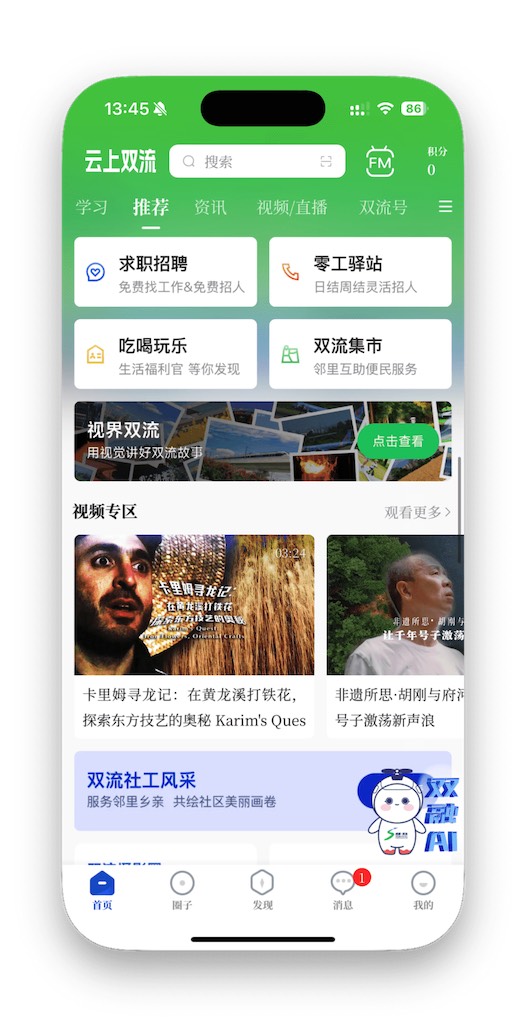 13:45
86
云上双流
搜索
FM
积分
0
学习 推荐 资讯 视频/直播 双流号
求职招聘
免费找工作&免费招人
零工驿站
日结周结灵活招人
吃喝玩乐
生活福利官 等你发现
双流集市
邻里互助便民服务
视界双流
用视觉讲好双流故事
点击查看
视频专区
观看更多
03:24
卡里姆寻龙记:
在黄龙溪打铁花
探索东方技艺的奥秘
Karim's Quest
Iron Flowers, Oriental Crafts
卡里姆寻龙记：在黄龙溪打铁花，
探索东方技艺的奥秘 Karim's Ques
非遗所思·胡刚与
让千年号子激荡
非遗所思·胡刚与府河
号子激荡新声浪
双流社工风采
服务邻里乡亲 共绘社区美丽画卷
双
融
AI
首页
圈子
发现
消息
1
我的